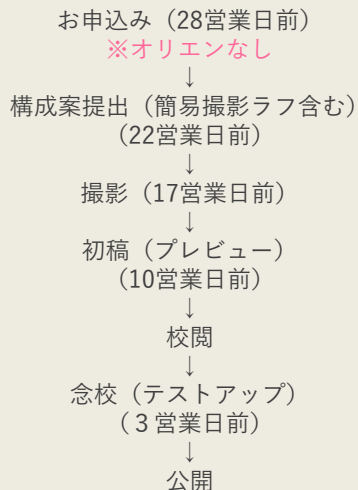 お申込み（28営業日前）
※オリエンなし
↓
構成案提出（簡易撮影ラフ含む）
（22営業日前）
↓
撮影（17営業日前）
↓
初稿（プレビュー）
（10営業日前）
↓
校閲
↓
念校（テストアップ）
（３営業日前）
↓
公開